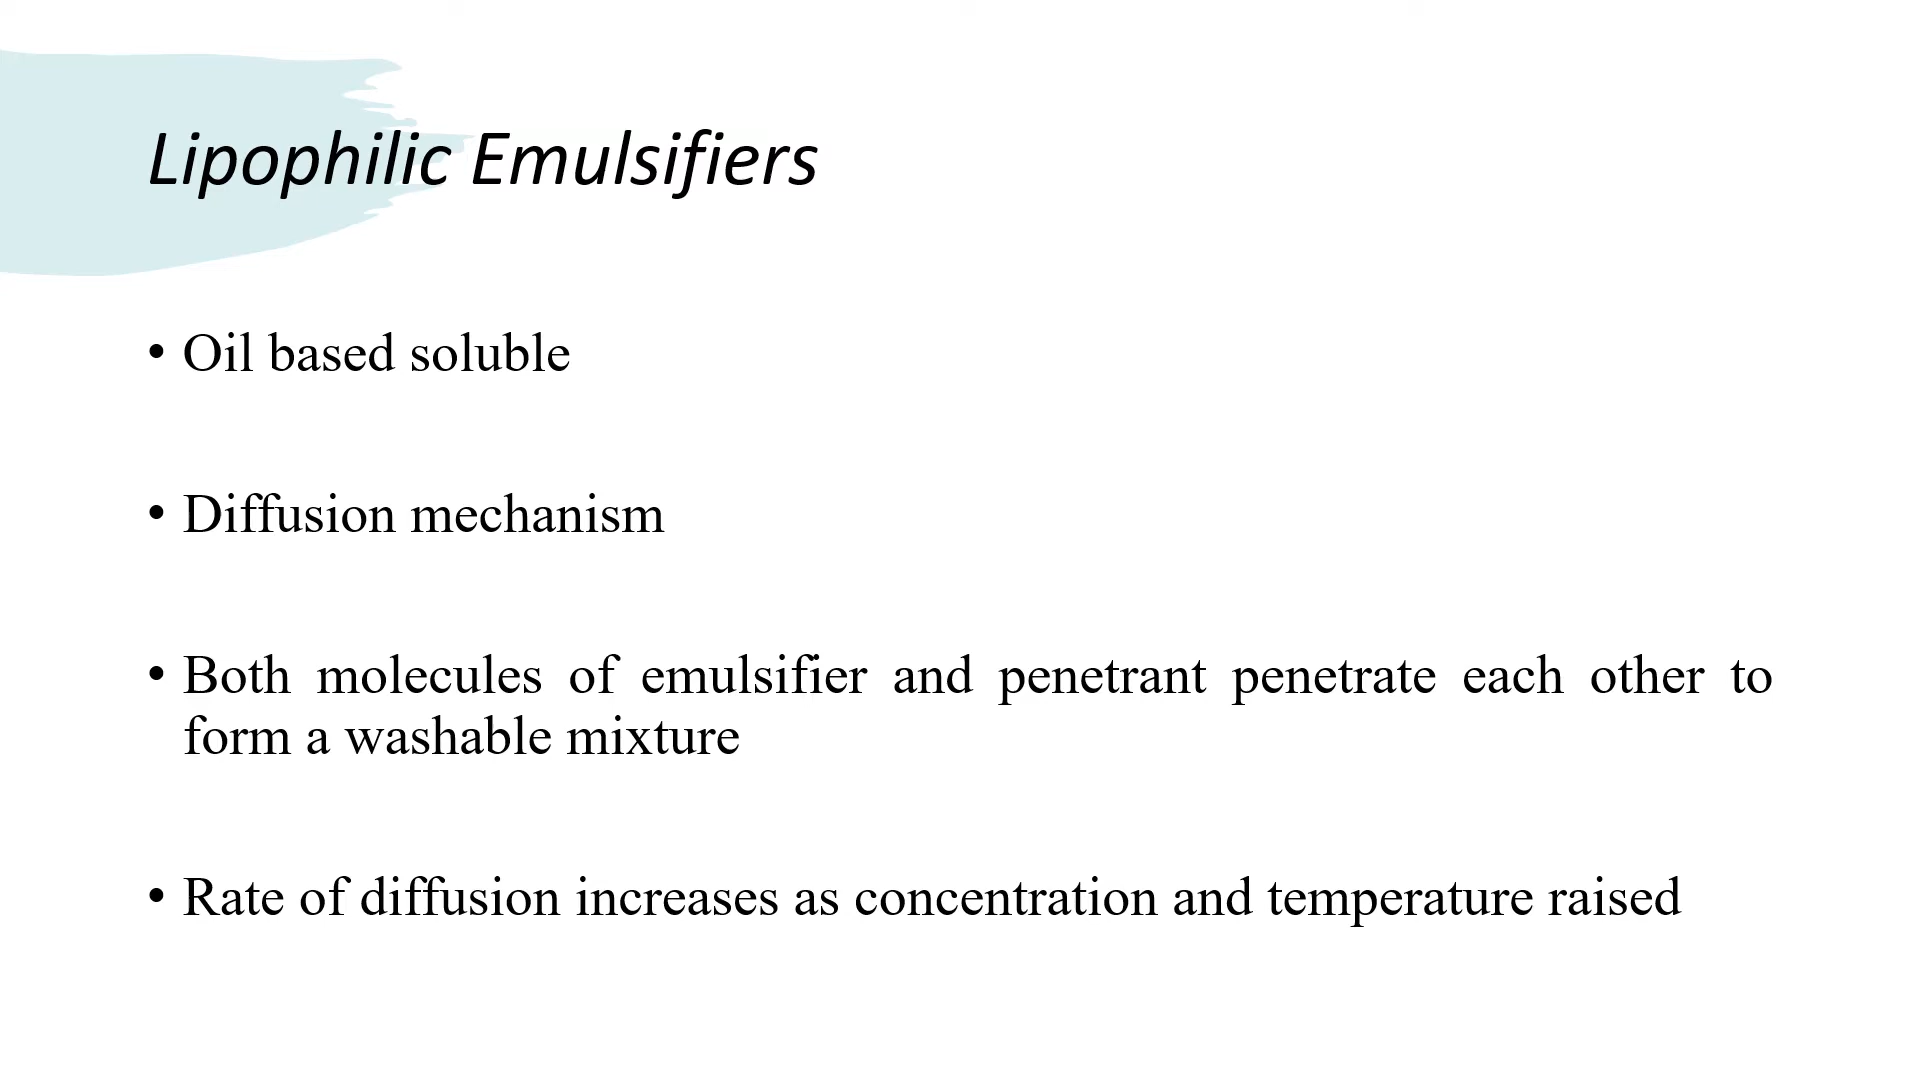 Lipophilic Emulsifiers
• Oil based soluble
• Diffusion mechanism
• Both molecules of emulsifier and penetrant penetrate each other to
form a washable mixture
• Rate of diffusion increases as concentration and temperature raised